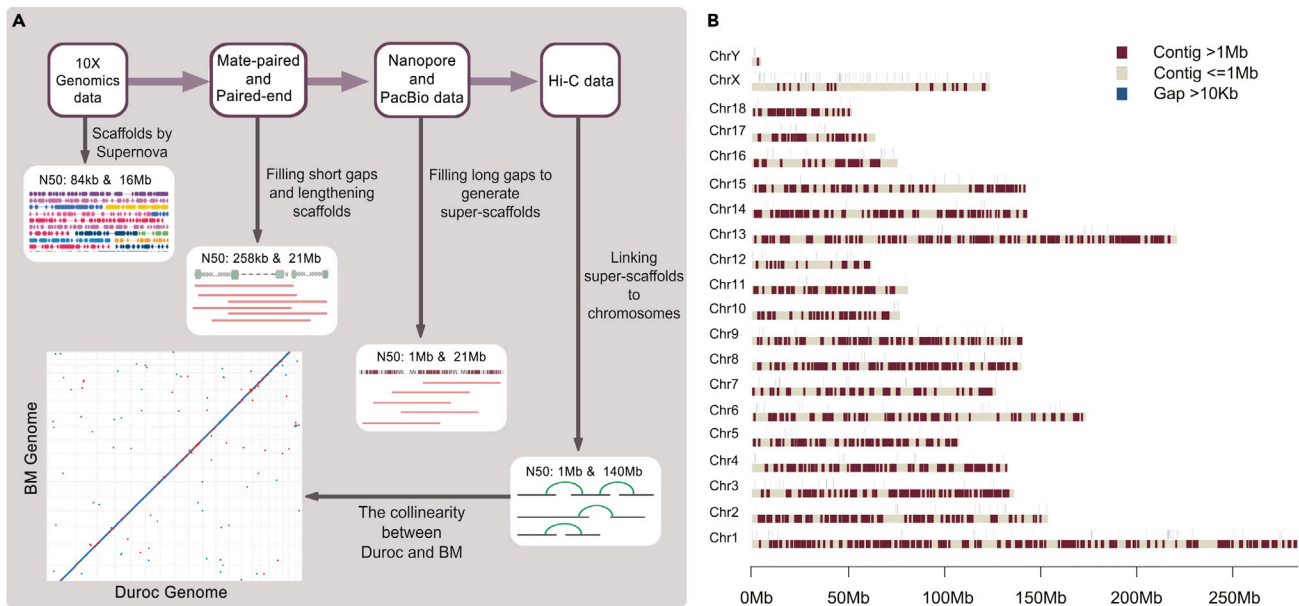 A
10X
Genomics
data
Mate-paired
and
Paired-end
Nanopore
and
PacBio data
Hi-C data
Scaffolds by
Supernova
N50: 84kb & 16Mb
Filling short gaps
and lengthening
scaffolds
N50: 258kb & 21Mb
Filling long gaps to
generate
super-scaffolds
N50: 1Mb & 21Mb
Linking
super-scaffolds
to
chromosomes
N50: 1Mb & 140Mb
The collinearity
between
Duroc and BM
BM Genome
Duroc Genome
B
Contig >1Mb
Contig <=1Mb
Gap >10Kb
ChrY
ChrX
Chr18
Chr17
Chr16
Chr15
Chr14
Chr13
Chr12
Chr11
Chr10
Chr9
Chr8
Chr7
Chr6
Chr5
Chr4
Chr3
Chr2
Chr1
0Mb 50Mb 100Mb 150Mb 200Mb 250Mb